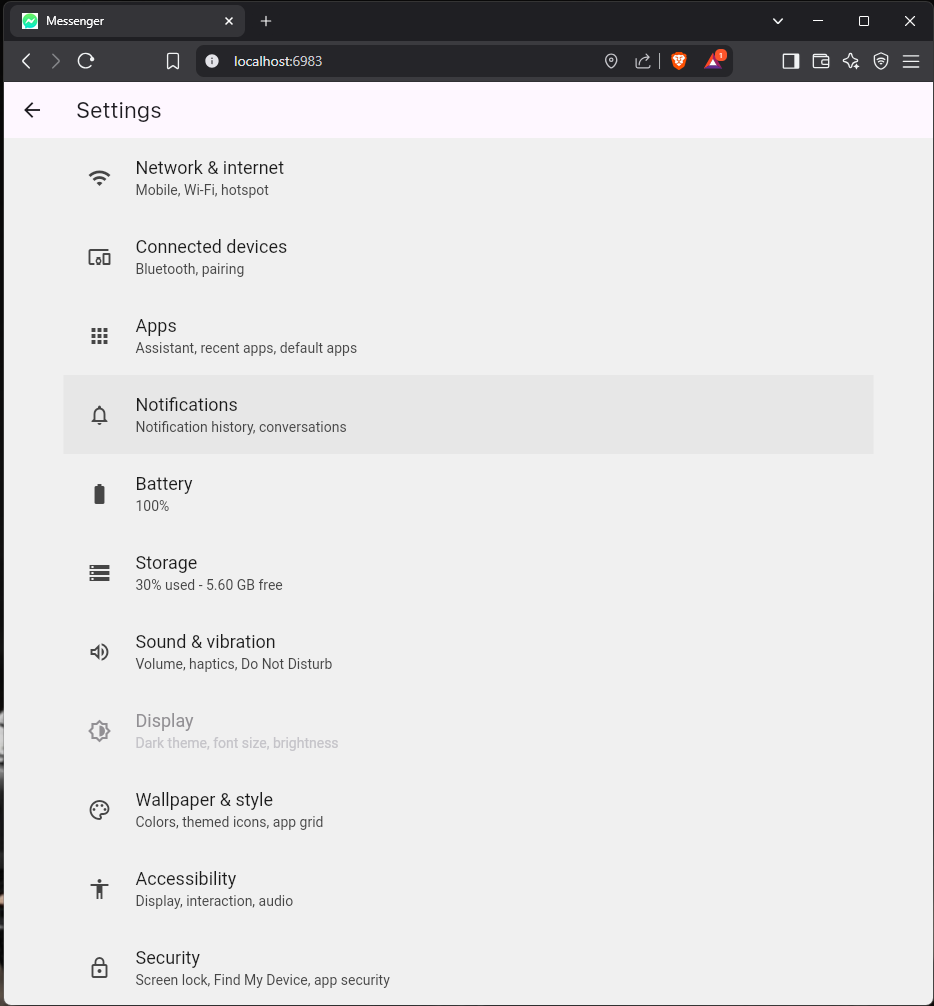 Messenger
localhost:6983
1
Settings
Network & internet
Mobile, Wi-Fi, hotspot
Connected devices
Bluetooth, pairing
Apps
Assistant, recent apps, default apps
Notifications
Notification history, conversations
Battery
100%
Storage
30% used - 5.60 GB free
Sound & vibration
Volume, haptics, Do Not Disturb
Display
Dark theme, font size, brightness
Wallpaper & style
Colors, themed icons, app grid
Accessibility
Display, interaction, audio
Security
Screen lock, Find My Device, app security